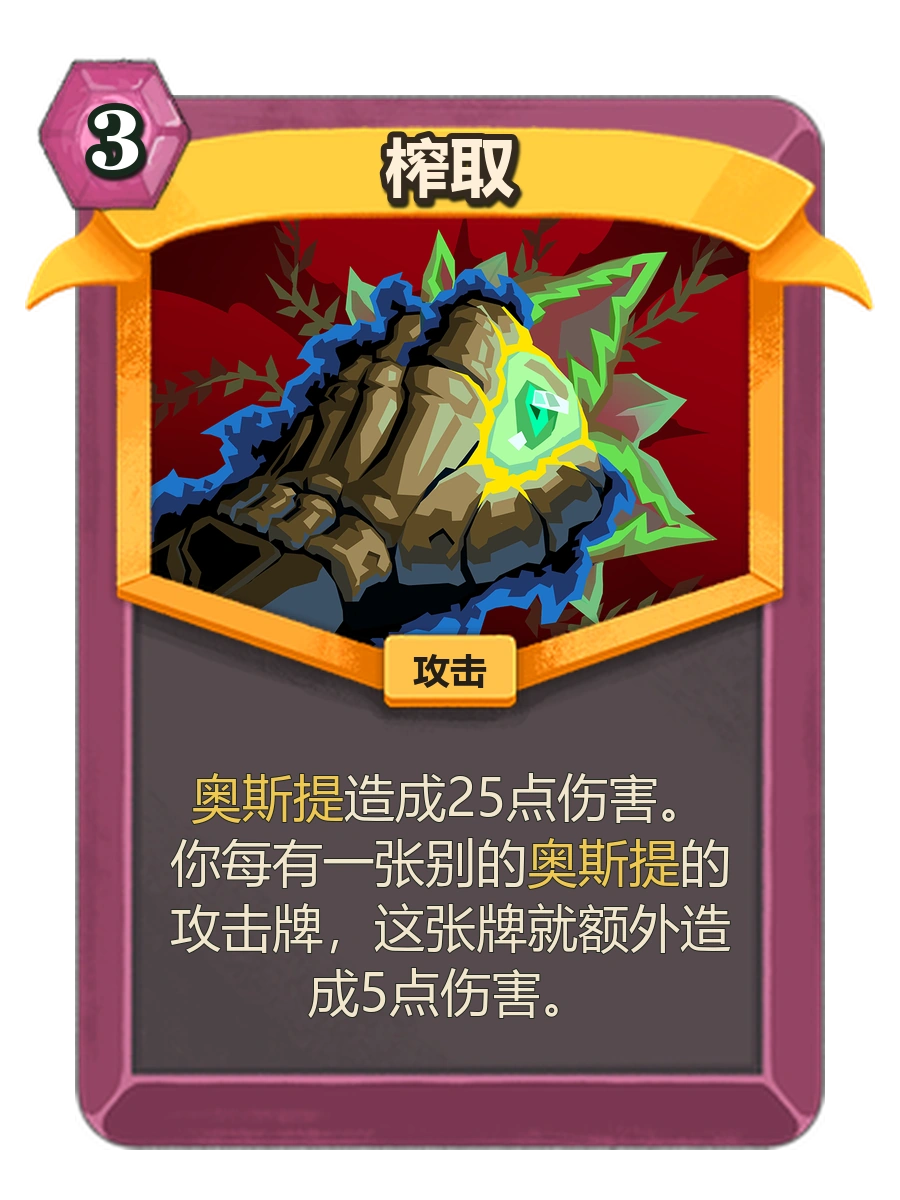 3
榨取
攻击
奥斯提造成25点伤害。
你每有一张别的奥斯提的
攻击牌，这张牌就额外造
成5点伤害。